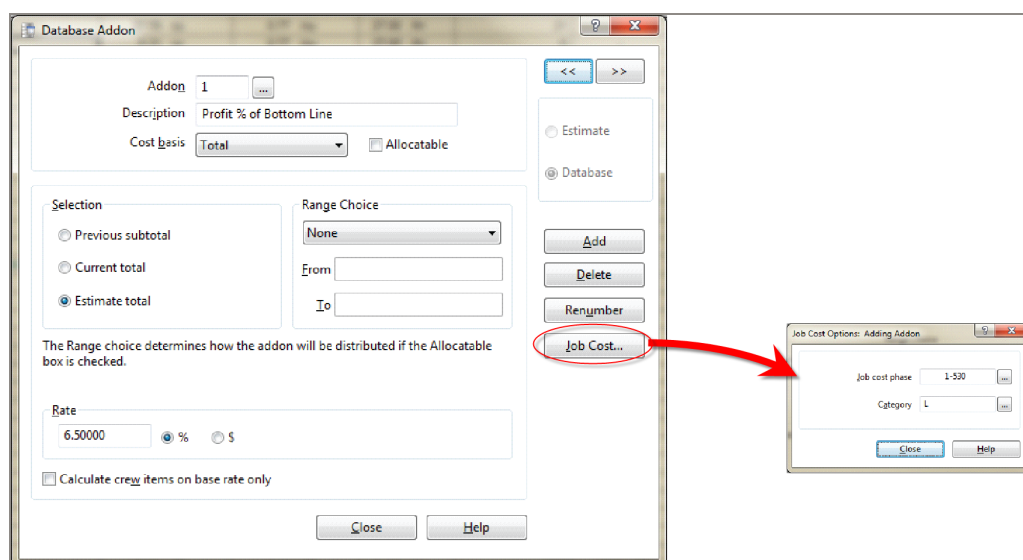 Database Addon
?
X
Addon 1 ...
Description Profit % of Bottom Line
Cost basis Total
Allocatable
<< >>
Estimate
Database
Selection
Previous subtotal
Current total
Estimate total
Range Choice
None
From
To
Add
Delete
Renumber
Job Cost...
The Range choice determines how the addon will be distributed if the Allocatable
box is checked.
Rate
6.50000 % $
Calculate crew items on base rate only
Close Help
Job Cost Options: Adding Addon
?
X
Job cost phase 1-530 ...
Category L ...
Close Help